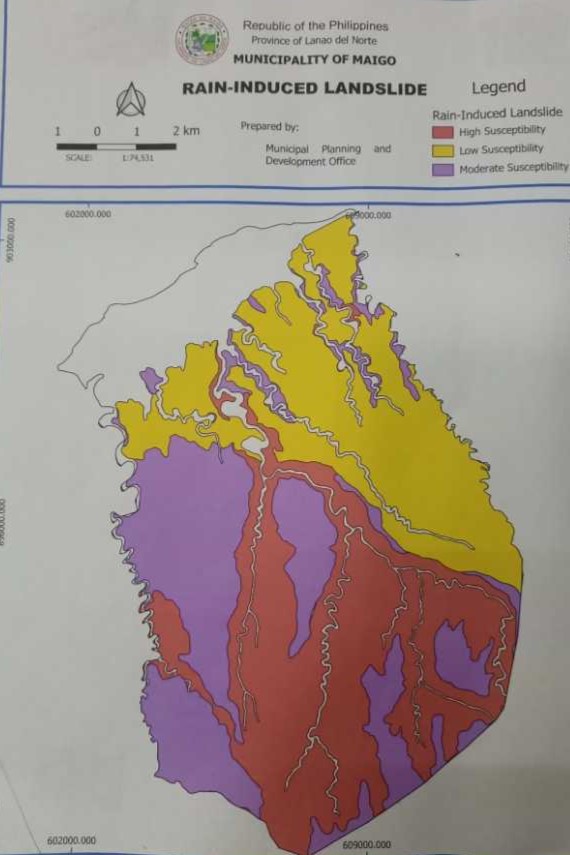 Republic of the Philippines
Province of Lanao del Norte
MUNICIPALITY OF MAIGO
RAIN-INDUCED LANDSLIDE
1 0 1 2 km
SCALE: 1:74,531
Prepared by:
Municipal Planning and
Development Office
Legend
Rain-Induced Landslide
High Susceptibility
Low Susceptibility
Moderate Susceptibility
602000.000
609000.000
903000.000
602000.000
609000.000